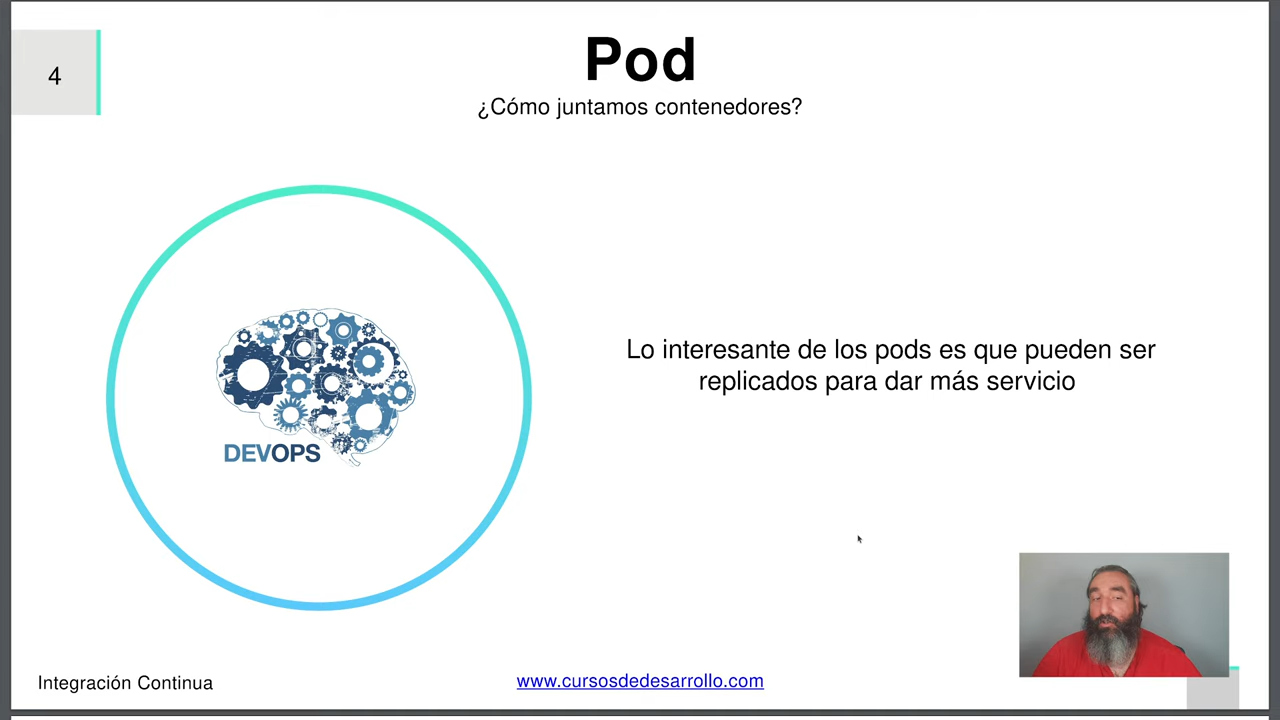 4
Pod
¿Cómo juntamos contenedores?
DEVOPS
Lo interesante de los pods es que pueden ser
replicados para dar más servicio
Integración Continua
www.cursosdedesarrollo.com